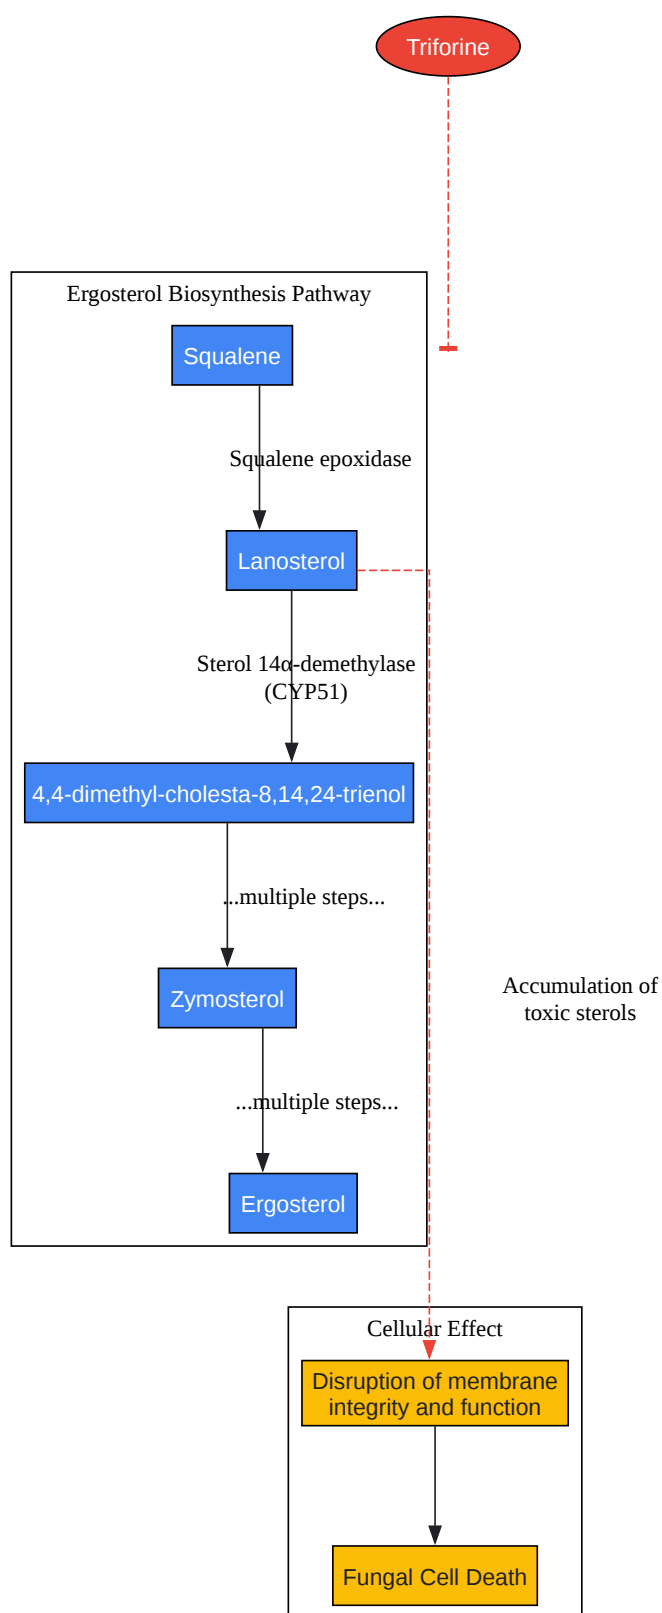 Triforine
Ergosterol Biosynthesis Pathway
Squalene
Squalene epoxidase
Lanosterol
Sterol 14α-demethylase
(CYP51)
4,4-dimethyl-cholesta-8,14,24-trienol
...multiple steps...
Zymosterol
Accumulation of
toxic sterols
...multiple steps...
Ergosterol
Cellular Effect
Disruption of membrane
integrity and function
Fungal Cell Death